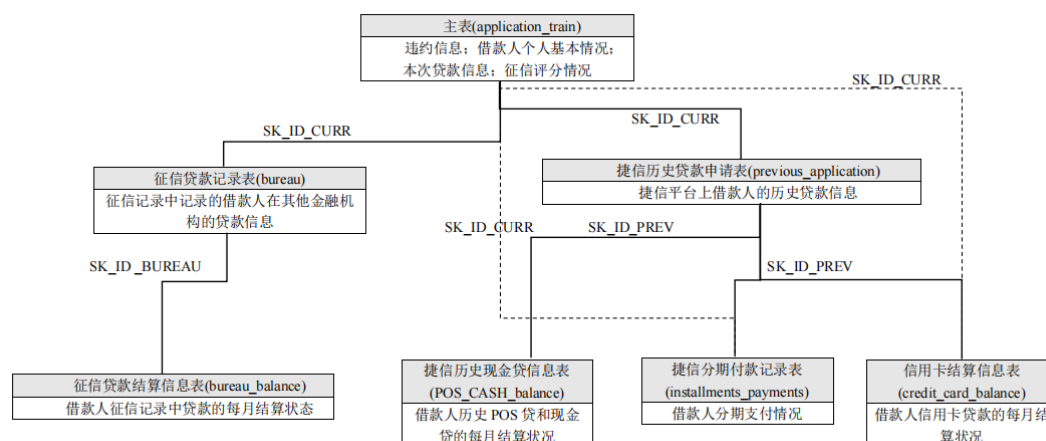 主表(application_train)
违约信息；借款人个人基本情况；
本次贷款信息；征信评分情况
SK_ID_CURR
SK_ID_CURR
SK_ID_CURR
征信贷款记录表(bureau)
征信记录中记录的借款人在其他金融机
构的贷款信息
捷信历史贷款申请表(previous_application)
捷信平台上借款人的历史贷款信息
SK_ID_CURR
SK_ID_PREV
SK_ID _BUREAU
SK_ID_PREV
征信贷款结算信息表(bureau_balance)
借款人征信记录中贷款的每月结算状态
捷信历史现金贷信息表
(POS_CASH_balance)
借款人历史 POS 贷和现金
贷的每月结算状况
捷信分期付款记录表
(installments_payments)
借款人分期支付情况
信用卡结算信息表
(credit_card_balance)
借款人信用卡贷款的每月结
算状况